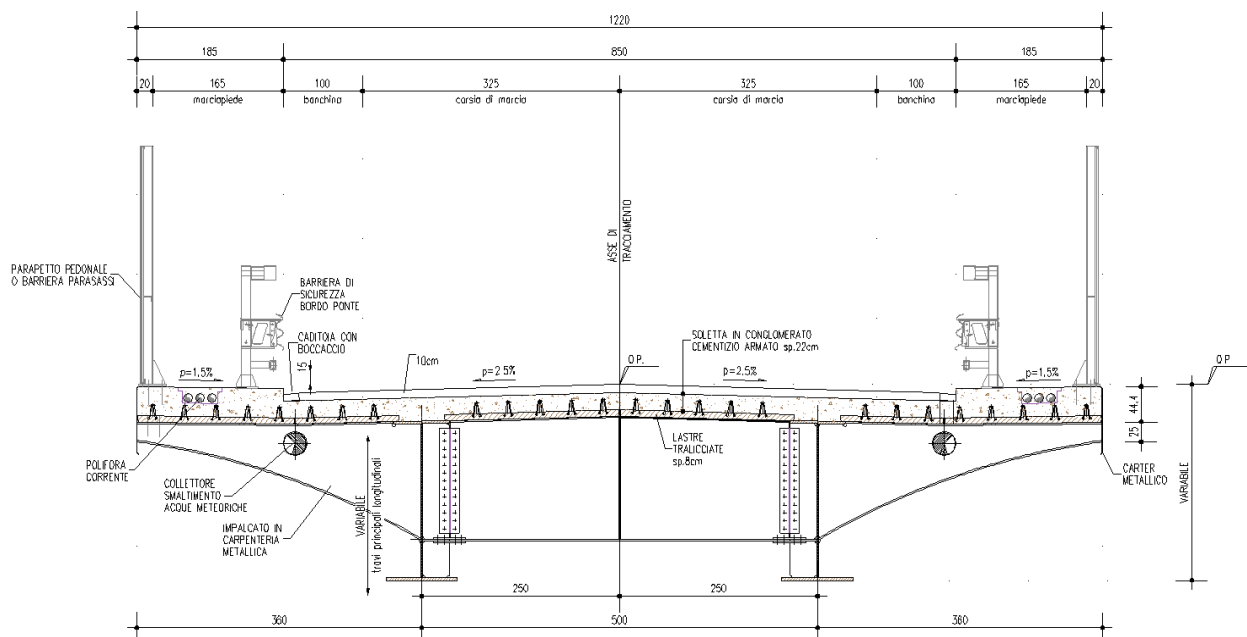 1220
185
850
185
20
165
100
325
325
100
165
20
marciapiede
banchina
corsia di marcia
corsia di marcia
banchina
marciapiede
ASSE DI
TRACCIAMENTO
PARAPETTO PEDONALE
O BARRIERA PARASASSI
BARRIERA DI
SICUREZZA
BORDO PONTE
CADITOIA CON
BOCCACCIO
15
10cm
SOLETTA IN CONGLOMERATO
CEMENTIZIO ARMATO sp.22cm
Q.P.
Q.P.
p=1,5%
p=2.5%
p=2.5%
p=1,5%
44.4
25
LASTRE
TRALICCIATE
sp.8cm
POLIFORA
CORRENTE
COLLETTORE
SMALTIMENTO
ACQUE METEORICHE
IMPALCATO IN
CARPENTERIA
METALLICA
VARIABILE
travi principali longitudinali
CARTER
METALLICO
VARIABILE
250
250
360
500
360